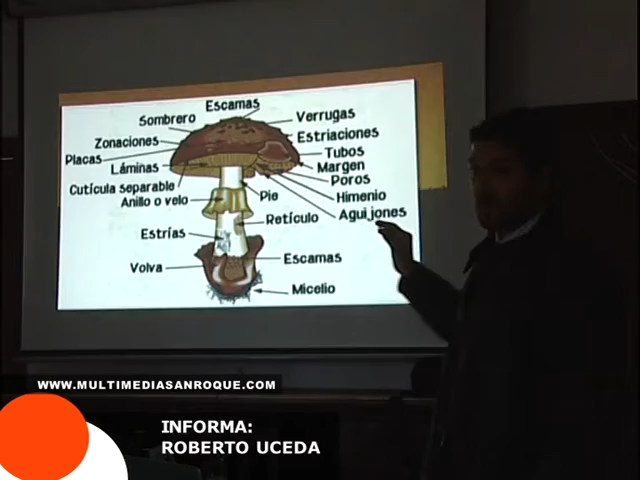 Escamas
Sombrero
Verrugas
Zonaciones
Estriaciones
Placas
Tubos
Láminas
Margen
Poros
Cutícula separable
Pie
Himenio
Anillo o velo
Aguijones
Retículo
Estrías
Escamas
Volva
Micelio
WWW.MULTIMEDIASANROQUE.COM
INFORMA:
ROBERTO UCEDA